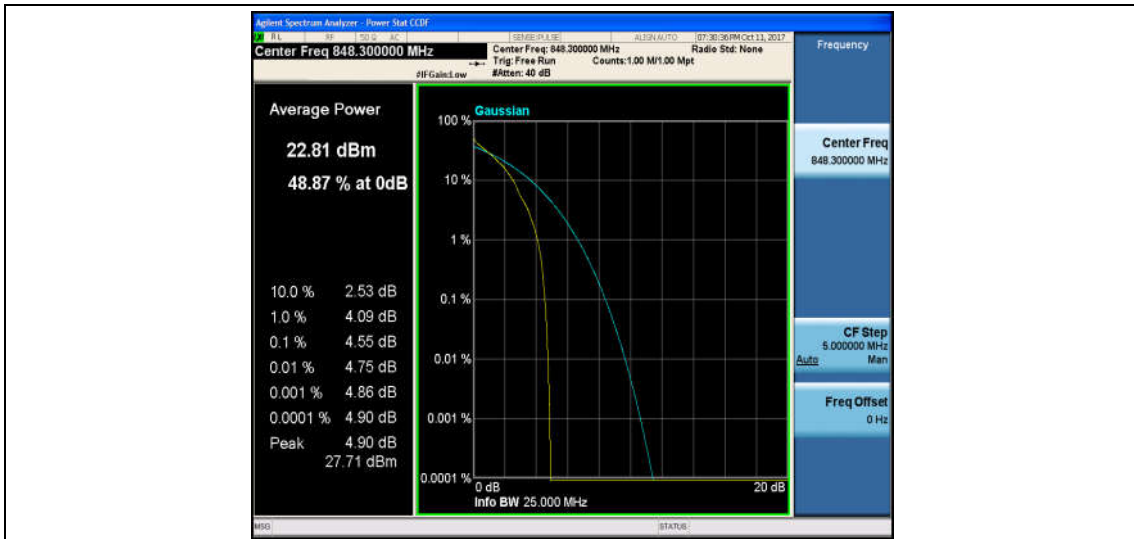 Agilent Spectrum Analyzer - Power Stat CCDF
RL RF 50 Ω AC SENSE:PULSE ALIGN AUTO 07:30:36 PM Oct 11, 2017
Center Freq 848.300000 MHz
Center Freq: 848.300000 MHz Radio Std: None
Trig: Free Run Counts:1.00 M/1.00 Mpt
#IFGain:Low #Atten: 40 dB
Frequency
Average Power
22.81 dBm
48.87 % at 0dB
10.0 % 2.53 dB
1.0 % 4.09 dB
0.1 % 4.55 dB
0.01 % 4.75 dB
0.001 % 4.86 dB
0.0001 % 4.90 dB
Peak 4.90 dB
27.71 dBm
Gaussian
100 %
10 %
1 %
0.1 %
0.01 %
0.001 %
0.0001 %
0 dB 20 dB
Info BW 25.000 MHz
Center Freq
848.300000 MHz
CF Step
5.000000 MHz
Auto Man
Freq Offset
0 Hz
MSG STATUS